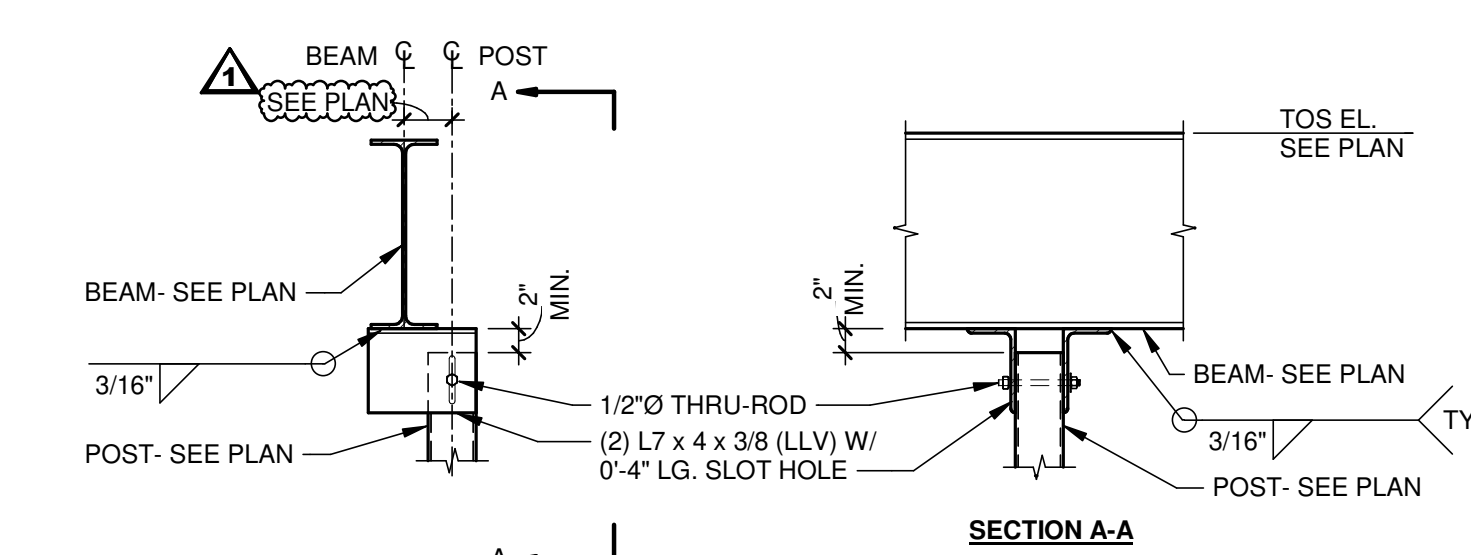 BEAM ℄ ℄ POST
1
SEE PLAN
A
BEAM- SEE PLAN
2"
MIN.
3/16"
POST- SEE PLAN
1/2"Ø THRU-ROD
(2) L7 x 4 x 3/8 (LLV) W/
0'-4" LG. SLOT HOLE
A
TOS EL.
SEE PLAN
2"
MIN.
BEAM- SEE PLAN
3/16"
TY
POST- SEE PLAN
SECTION A-A